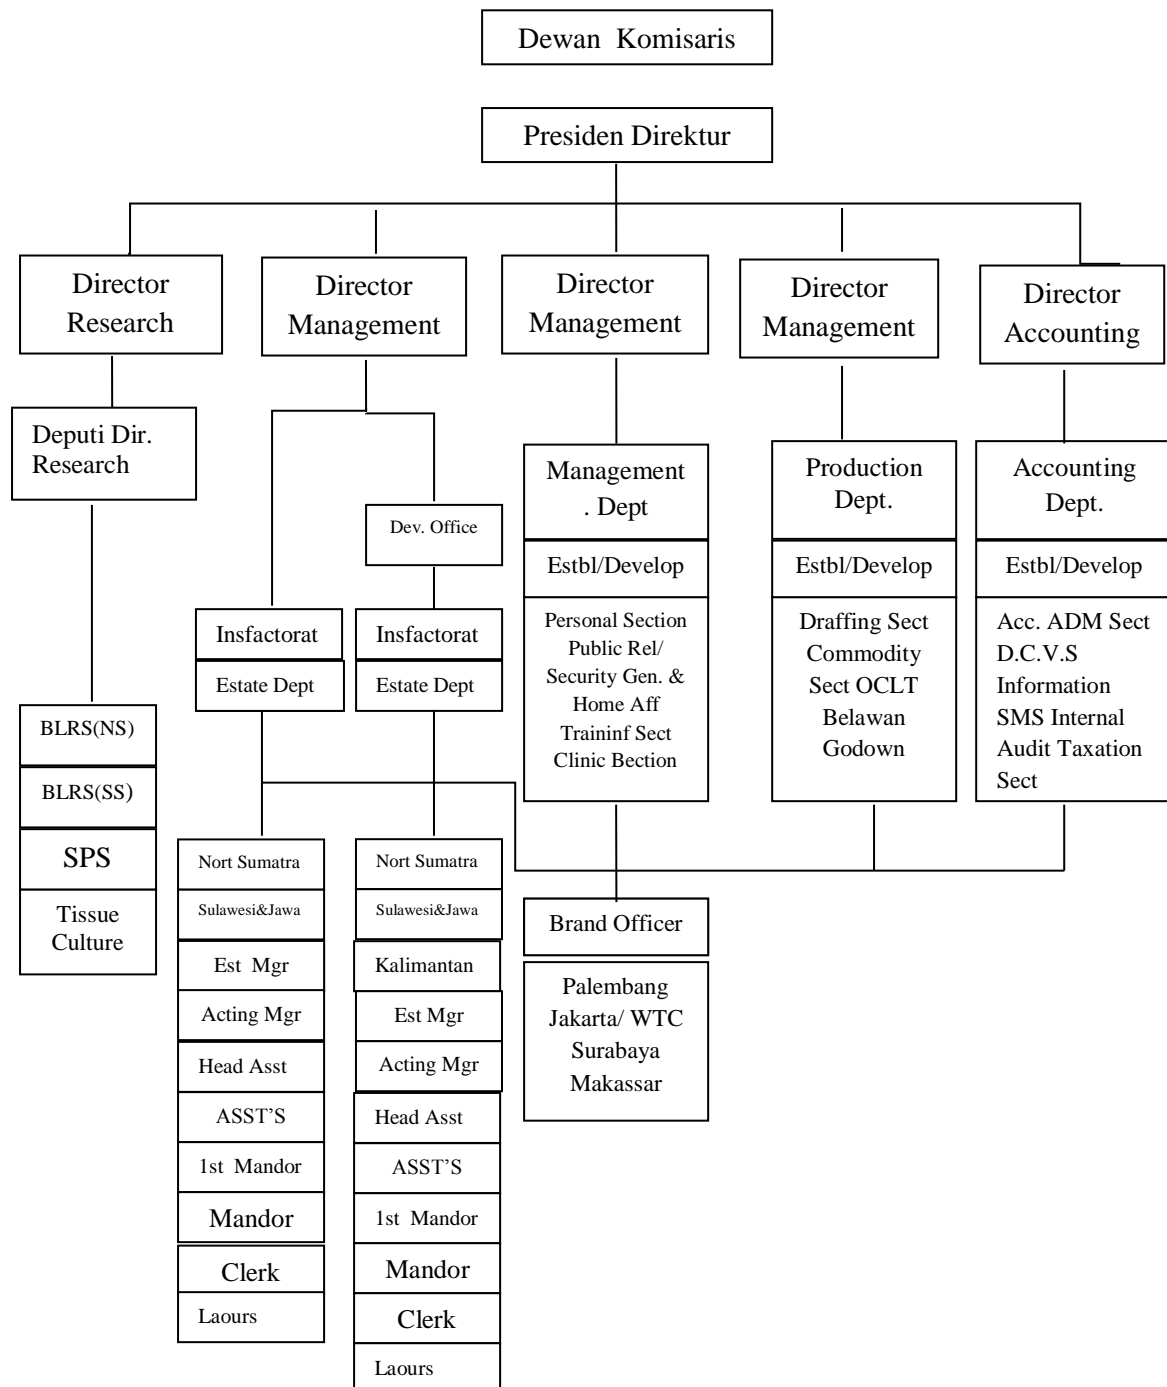 Dewan Komisaris
Presiden Direktur
Director
Research
Director
Management
Director
Management
Director
Management
Director
Accounting
Deputi Dir.
Research
Dev. Office
Management
. Dept
Production
Dept.
Accounting
Dept.
Estbl/Develop
Estbl/Develop
Estbl/Develop
Insfactorat
Estate Dept
Insfactorat
Estate Dept
Personal Section
Public Rel/
Security Gen. &
Home Aff
Traininf Sect
Clinic Bection
Draffing Sect
Commodity
Sect OCLT
Belawan
Godown
Acc. ADM Sect
D.C.V.S
Information
SMS Internal
Audit Taxation
Sect
BLRS(NS)
BLRS(SS)
SPS
Tissue
Culture
Nort Sumatra
Sulawesi&Jawa
Est Mgr
Acting Mgr
Head Asst
ASST’S
1st Mandor
Mandor
Clerk
Laours
Nort Sumatra
Sulawesi&Jawa
Kalimantan
Est Mgr
Acting Mgr
Head Asst
ASST’S
1st Mandor
Mandor
Clerk
Laours
Brand Officer
Palembang
Jakarta/ WTC
Surabaya
Makassar